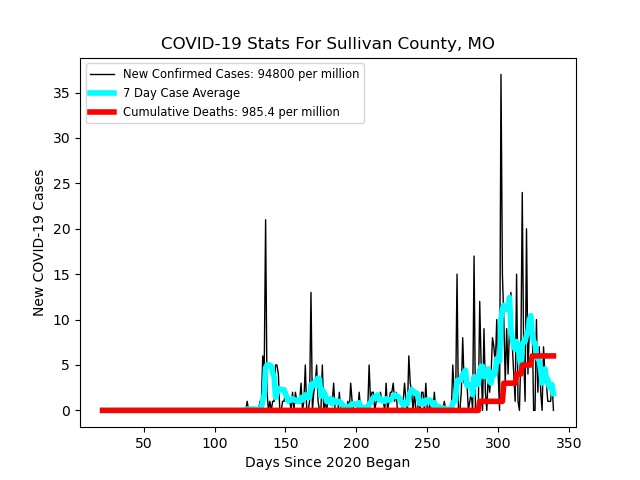 COVID-19 Stats For Sullivan County, MO
New Confirmed Cases: 94800 per million
7 Day Case Average
Cumulative Deaths: 985.4 per million
New COVID-19 Cases
35
30
25
20
15
10
5
0
50 100 150 200 250 300 350
Days Since 2020 Began